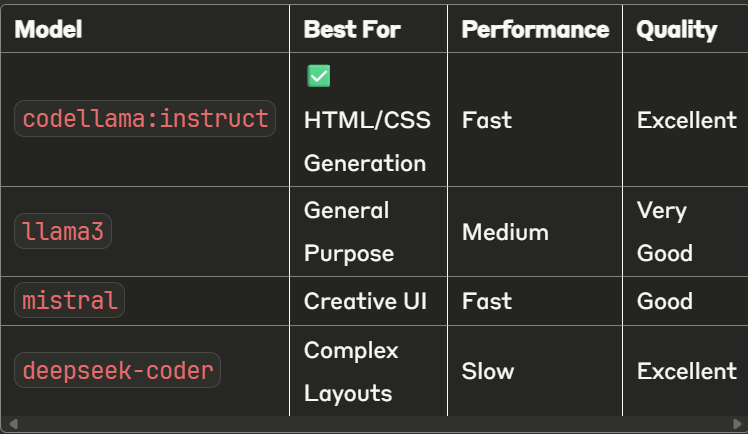 Model Best For Performance Quality
codellama:instruct ✅ HTML/CSS Generation Fast Excellent
llama3 General Purpose Medium Very Good
mistral Creative UI Fast Good
deepseek-coder Complex Layouts Slow Excellent